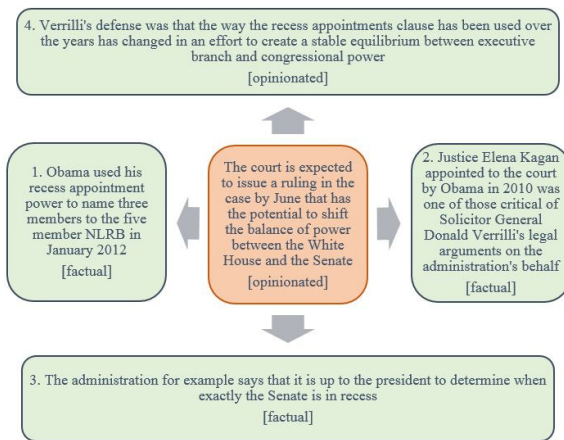 4. Verrilli's defense was that the way the recess appointments clause has been used over
the years has changed in an effort to create a stable equilibrium between executive
branch and congressional power
[opinionated]
1. Obama used his
recess appointment
power to name three
members to the five
member NLRB in
January 2012
[factual]
The court is expected
to issue a ruling in the
case by June that has
the potential to shift
the balance of power
between the White
House and the Senate
[opinionated]
2. Justice Elena Kagan
appointed to the court
by Obama in 2010 was
one of those critical of
Solicitor General
Donald Verrilli's legal
arguments on the
administration's behalf
[factual]
3. The administration for example says that it is up to the president to determine when
exactly the Senate is in recess
[factual]